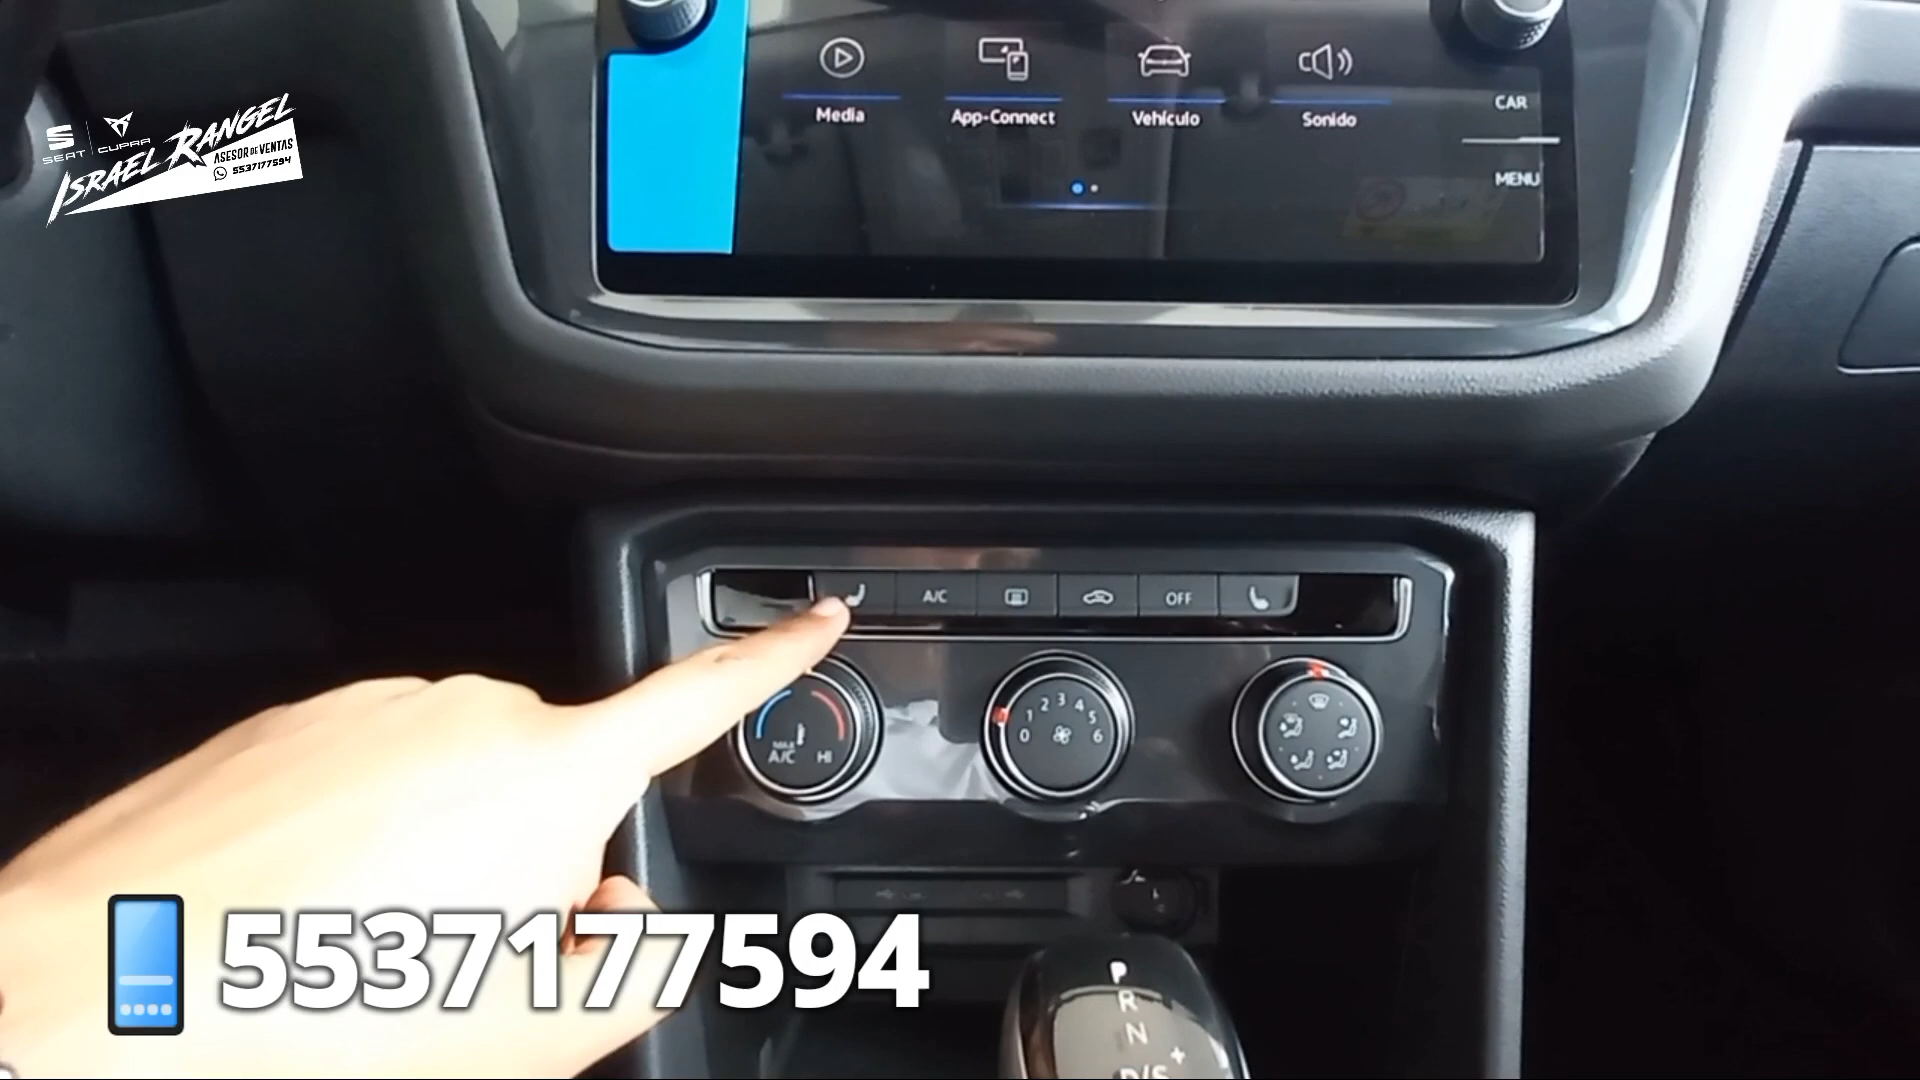 SEAT CUPRA
ISRAEL RANGEL
ASESOR DE VENTAS
5537177594
Media
App-Connect
Vehículo
Sonido
CAR
MENU
A/C
OFF
MAX
A/C
HI
0 1 2 3 4 5 6
5537177594
P
R
N
D/S
+